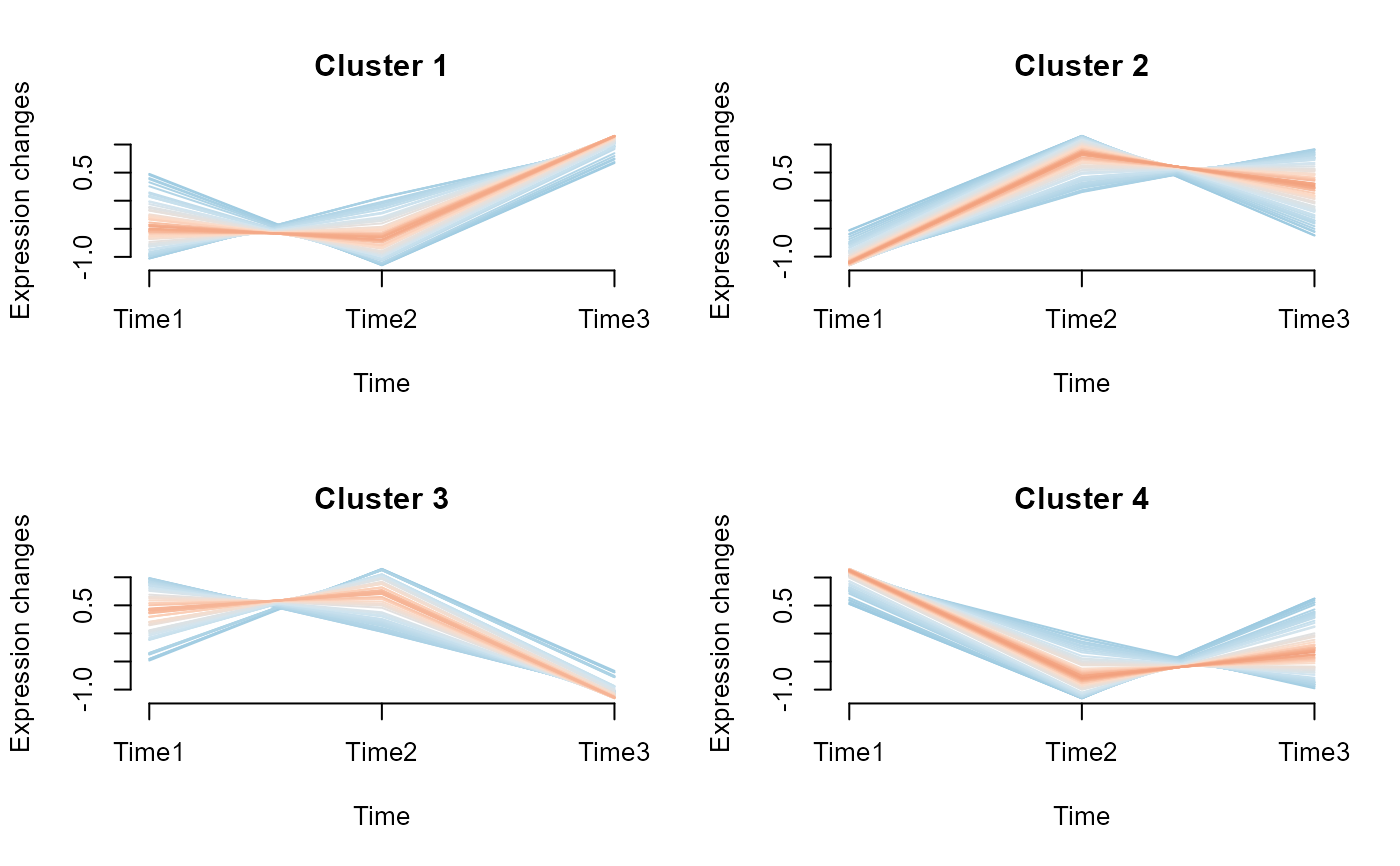 Cluster 1
Expression changes
0.5
-1.0
Time1 Time2 Time3
Time
Cluster 2
Expression changes
0.5
-1.0
Time1 Time2 Time3
Time
Cluster 3
Expression changes
0.5
-1.0
Time1 Time2 Time3
Time
Cluster 4
Expression changes
0.5
-1.0
Time1 Time2 Time3
Time